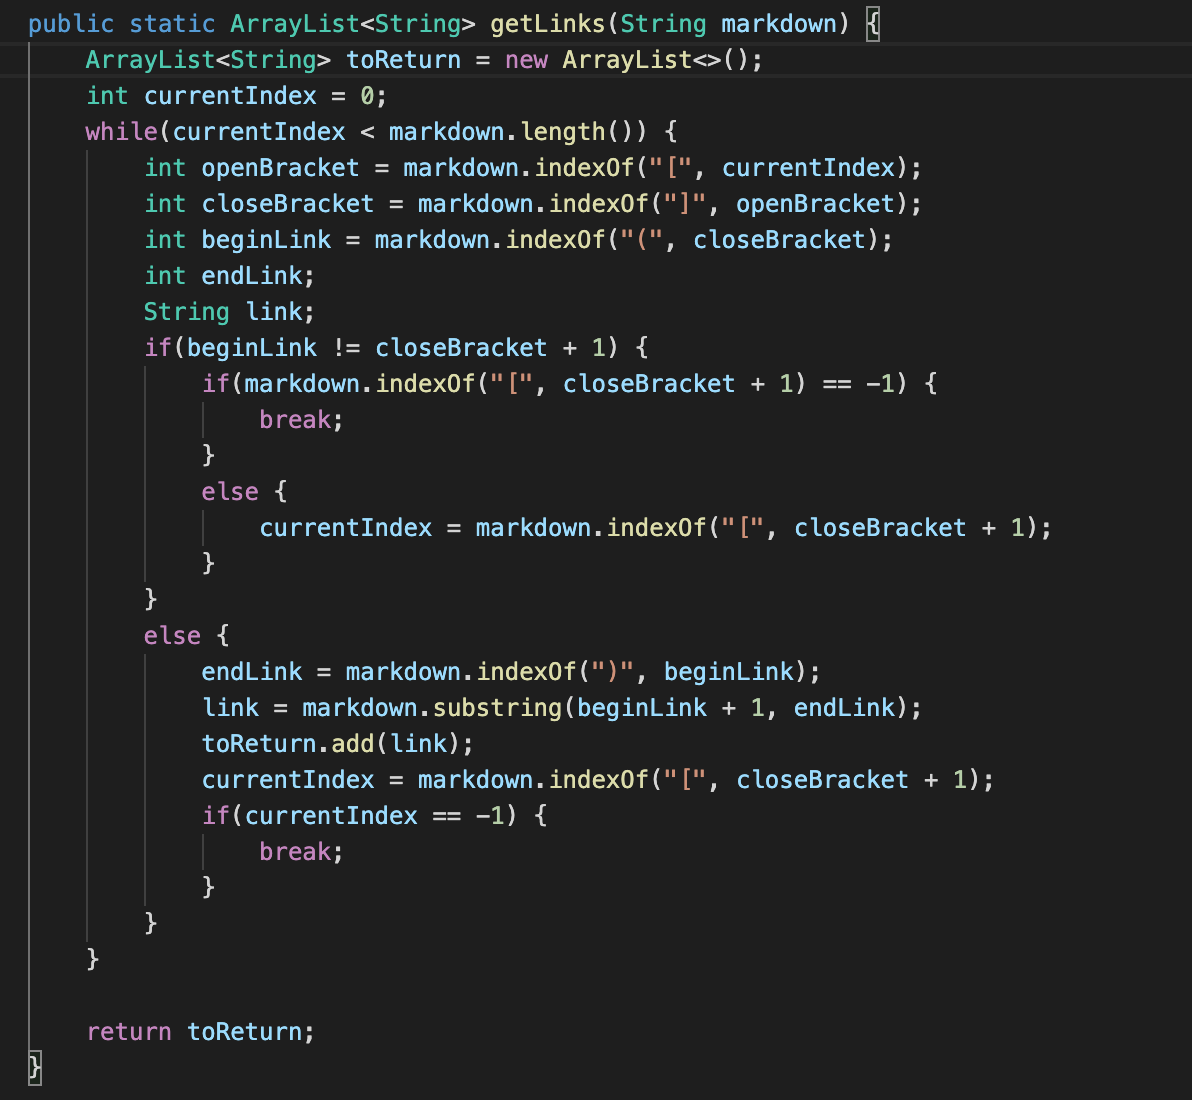 public static ArrayList<String> getLinks(String markdown) {
    ArrayList<String> toReturn = new ArrayList<>();
    int currentIndex = 0;
    while(currentIndex < markdown.length()) {
        int openBracket = markdown.indexOf("[", currentIndex);
        int closeBracket = markdown.indexOf("]", openBracket);
        int beginLink = markdown.indexOf("(", closeBracket);
        int endLink;
        String link;
        if(beginLink != closeBracket + 1) {
            if(markdown.indexOf("[", closeBracket + 1) == -1) {
                break;
            }
            else {
                currentIndex = markdown.indexOf("[", closeBracket + 1);
            }
        }
        else {
            endLink = markdown.indexOf(")", beginLink);
            link = markdown.substring(beginLink + 1, endLink);
            toReturn.add(link);
            currentIndex = markdown.indexOf("[", closeBracket + 1);
            if(currentIndex == -1) {
                break;
            }
        }
    }

    return toReturn;
}